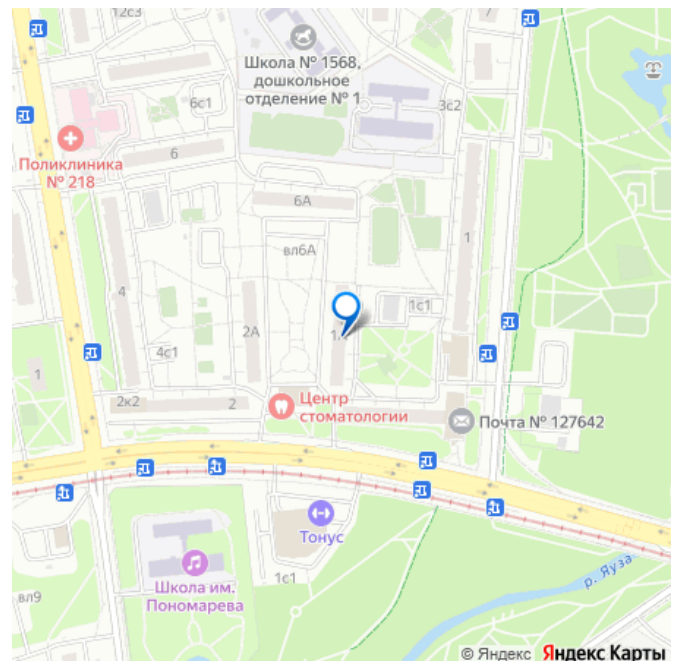 12с3
7
Школа № 1568,
дошкольное
отделение № 1
3с2
6с1
Поликлиника
№ 218
6
6А
1
вл6А
4
1с1
2А
4с1
1
2к2
2
Центр
стоматологии
Почта № 127642
Тонус
1с1
Школа им.
Пономарева
вл9
р. Яуза
© Яндекс Яндекс Карты